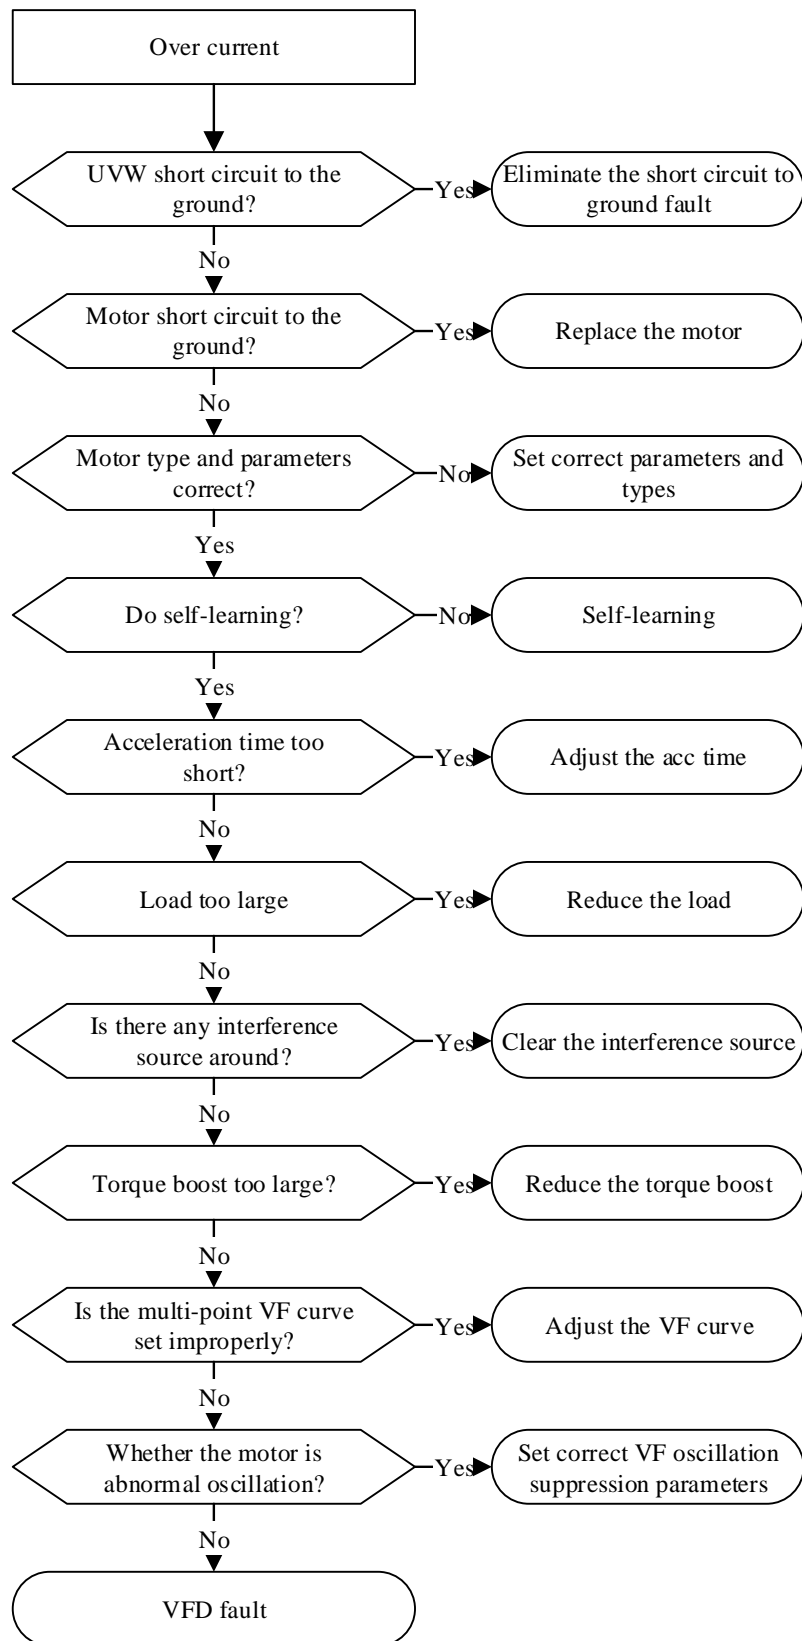 Over current
UVW short circuit to the
ground?
Yes
Eliminate the short circuit to
ground fault
No
Motor short circuit to the
ground?
Yes
Replace the motor
No
Motor type and parameters
correct?
No
Set correct parameters and
types
Yes
Do self-learning?
No
Self-learning
Yes
Acceleration time too
short?
Yes
Adjust the acc time
No
Load too large
Yes
Reduce the load
No
Is there any interference
source around?
Yes
Clear the interference source
No
Torque boost too large?
Yes
Reduce the torque boost
No
Is the multi-point VF curve
set improperly?
Yes
Adjust the VF curve
No
Whether the motor is
abnormal oscillation?
Yes
Set correct VF oscillation
suppression parameters
No
VFD fault